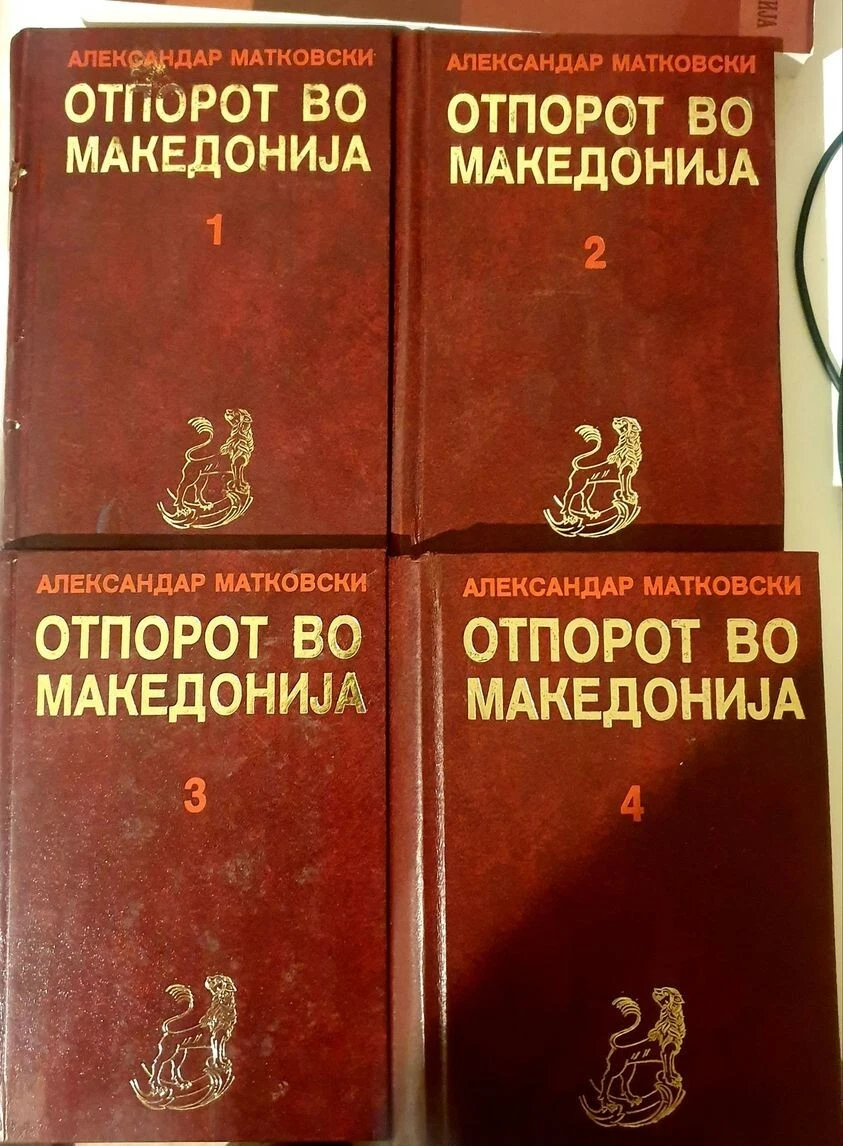 ИЈА
АЛЕКСАНДАР МАТКОВСКИ
ОТПОРОТ ВО
МАКЕДОНИЈА
1
АЛЕКСАНДАР МАТКОВСКИ
ОТПОРОТ ВО
МАКЕДОНИЈА
2
АЛЕКСАНДАР МАТКОВСКИ
ОТПОРОТ ВО
МАКЕДОНИЈА
3
АЛЕКСАНДАР МАТКОВСКИ
ОТПОРОТ ВО
МАКЕДОНИЈА
4